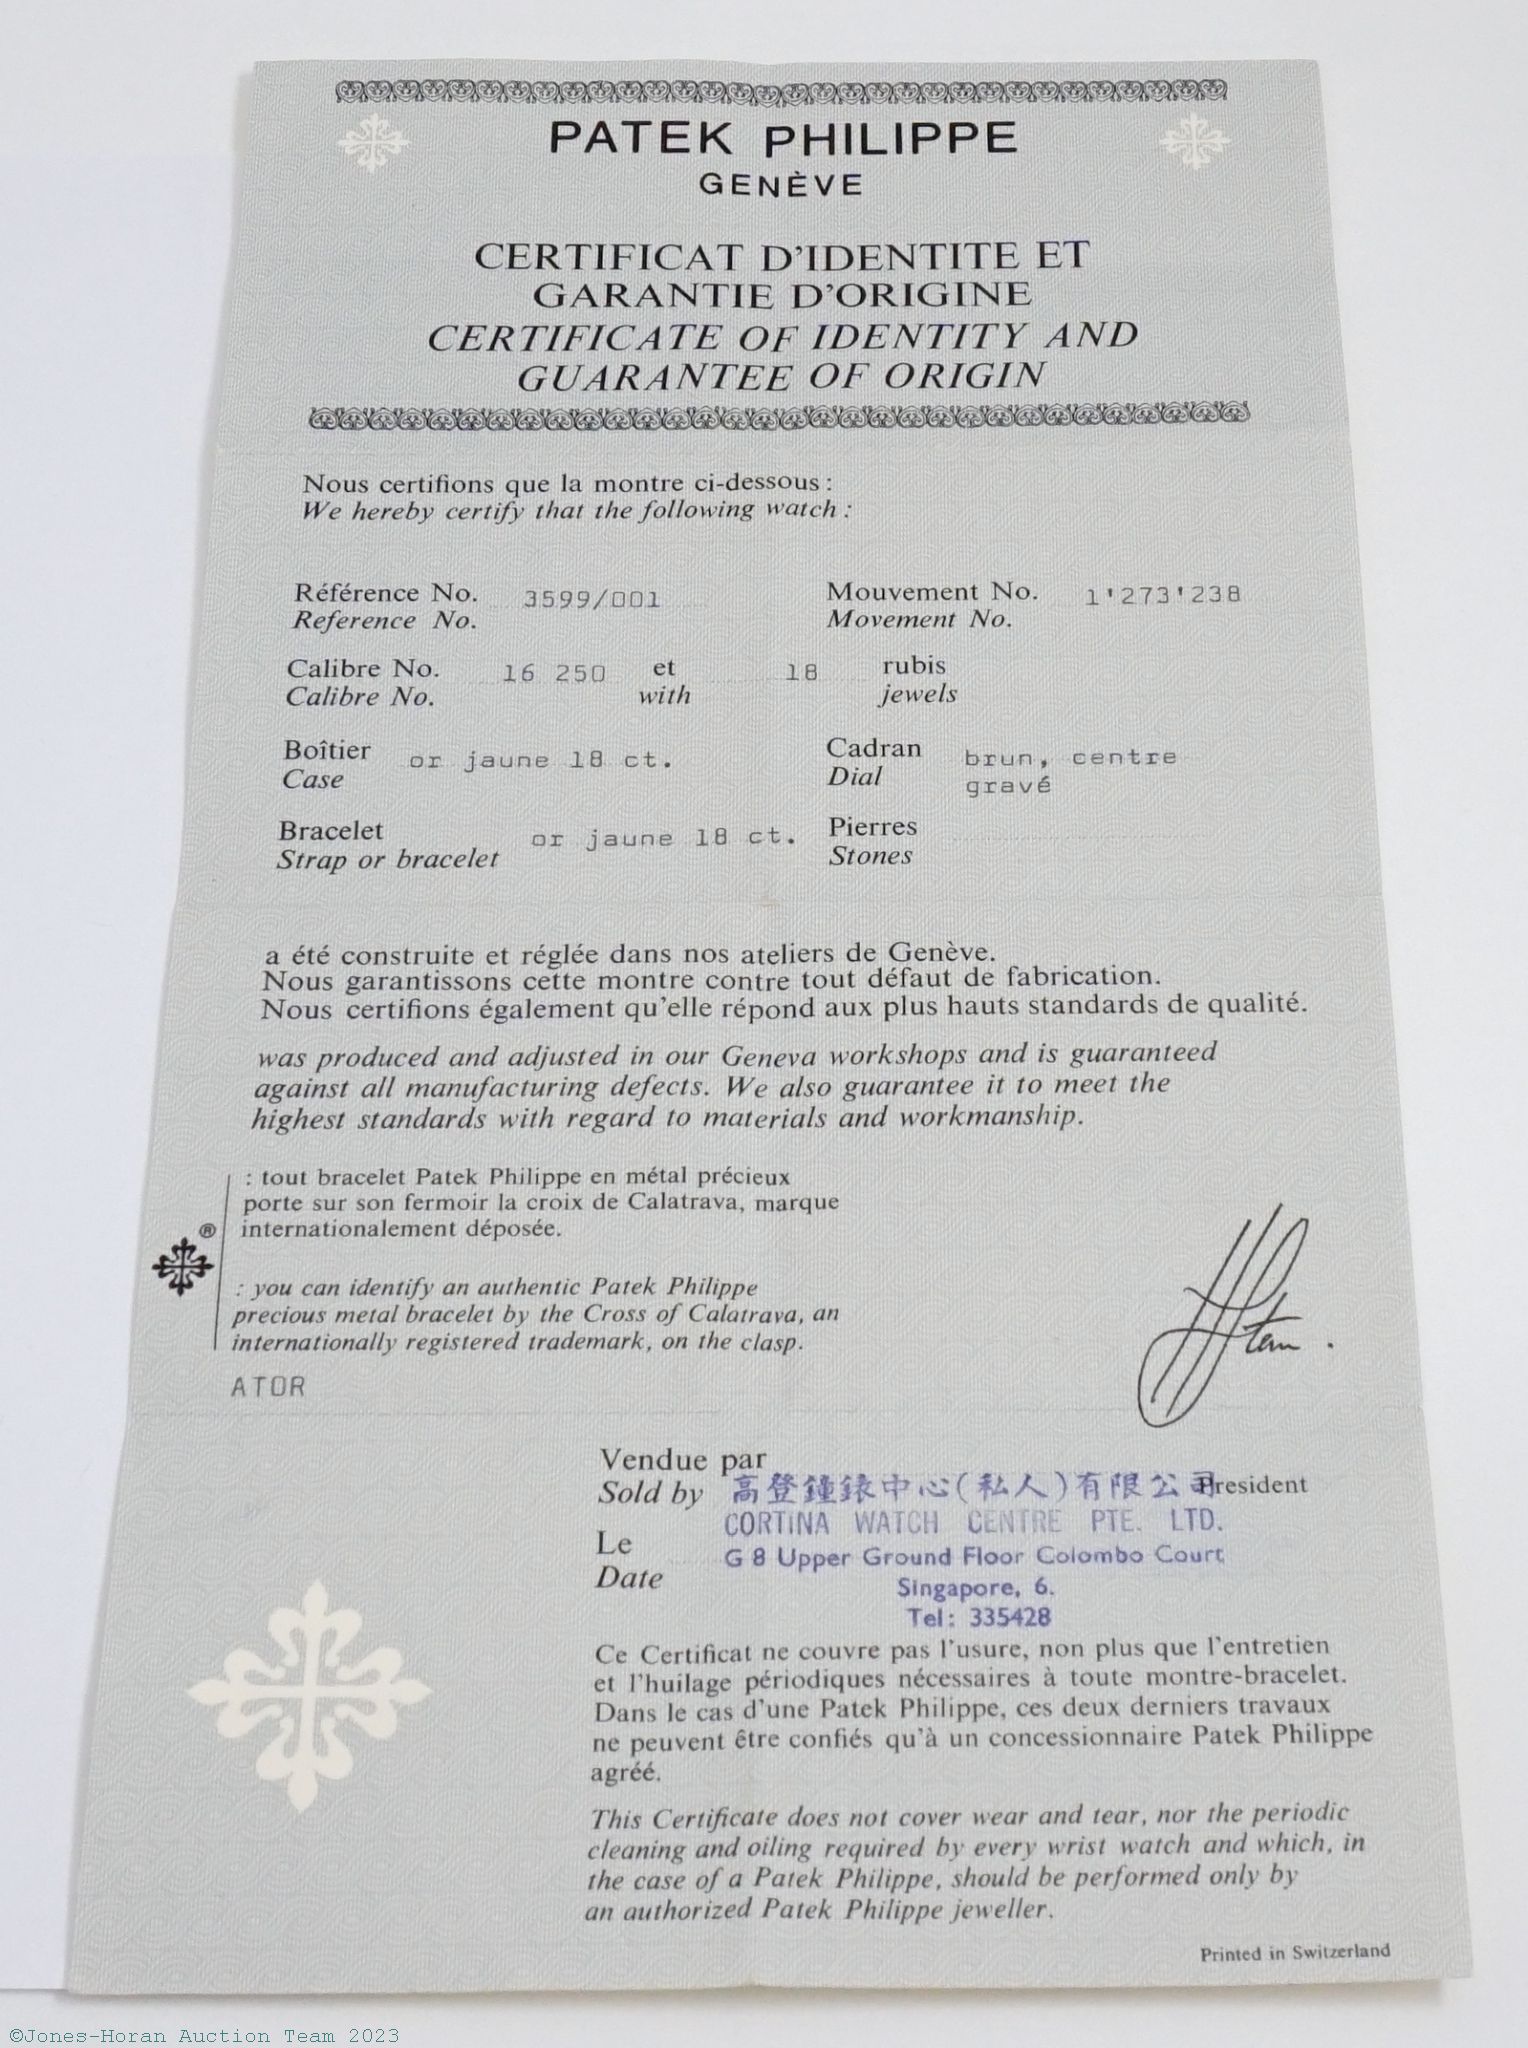 PATEK PHILIPPE
GENÈVE
CERTIFICAT D'IDENTITE ET
GARANTIE D'ORIGINE
CERTIFICATE OF IDENTITY AND
GUARANTEE OF ORIGIN
Nous certifions que la montre ci-dessous :
We hereby certify that the following watch :
Référence No. 3599/001 Mouvement No. 1'273'238
Reference No. Movement No.
Calibre No. 16 250 et 18 rubis
Calibre No. with jewels
Boîtier or jaune 18 ct. Cadran brun, centre
Case Dial gravé
Bracelet or jaune 18 ct. Pierres
Strap or bracelet Stones
a été construite et réglée dans nos ateliers de Genève.
Nous garantissons cette montre contre tout défaut de fabrication.
Nous certifions également qu'elle répond aux plus hauts standards de qualité.
was produced and adjusted in our Geneva workshops and is guaranteed
against all manufacturing defects. We also guarantee it to meet the
highest standards with regard to materials and workmanship.
: tout bracelet Patek Philippe en métal précieux
porte sur son fermoir la croix de Calatrava, marque
® internationalement déposée.
: you can identify an authentic Patek Philippe
precious metal bracelet by the Cross of Calatrava, an
internationally registered trademark, on the clasp.
ATOR
Stern.
Vendue par
Sold by 高登鐘錶中心(私人)有限公司 President
CORTINA WATCH CENTRE PTE. LTD.
Le
G 8 Upper Ground Floor Colombo Court
Date
Singapore, 6.
Tel: 335428
Ce Certificat ne couvre pas l'usure, non plus que l'entretien
et l'huilage périodiques nécessaires à toute montre-bracelet.
Dans le cas d'une Patek Philippe, ces deux derniers travaux
ne peuvent être confiés qu'à un concessionnaire Patek Philippe
agréé.
This Certificate does not cover wear and tear, nor the periodic
cleaning and oiling required by every wrist watch and which, in
the case of a Patek Philippe, should be performed only by
an authorized Patek Philippe jeweller.
Printed in Switzerland
©Jones-Horan Auction Team 2023